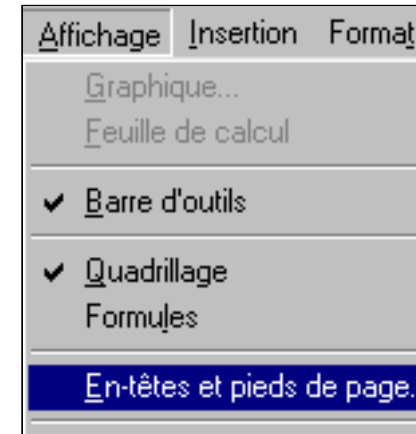 Affichage Insertion Format
Graphique...
Feuille de calcul
Barre d'outils
Quadrillage
Formules
En-têtes et pieds de page.